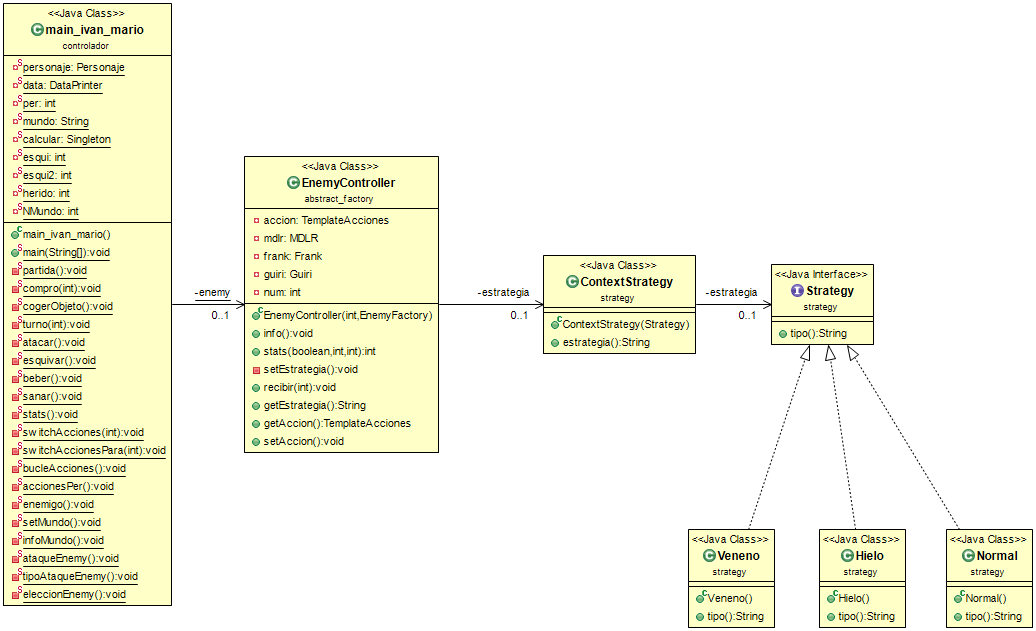 <<Java Class>>
main_ivan_mario
controlador
personaje: Personaje
data: DataPrinter
per: int
mundo: String
calcular: Singleton
esqui: int
esqui2: int
herido: int
NMundo: int
main_ivan_mario()
main(String[]):void
partida():void
compro(int):void
cogerObjeto():void
turno(int):void
atacar():void
esquivar():void
beber():void
sanar():void
stats():void
switchAcciones(int):void
switchAccionesPara(int):void
bucleAcciones():void
accionesPer():void
enemigo():void
setMundo():void
infoMundo():void
ataqueEnemy():void
tipoAtaqueEnemy():void
eleccionEnemy():void
-enemy
0..1
<<Java Class>>
EnemyController
abstract_factory
accion: TemplateAcciones
mdlr: MDLR
frank: Frank
guiri: Guiri
num: int
EnemyController(int,EnemyFactory)
info():void
stats(boolean,int,int):int
setEstrategia():void
recibir(int):void
getEstrategia():String
getAccion():TemplateAcciones
setAccion():void
-estrategia
0..1
<<Java Class>>
ContextStrategy
strategy
ContextStrategy(Strategy)
estrategia():String
-estrategia
0..1
<<Java Interface>>
Strategy
strategy
tipo():String
<<Java Class>>
Veneno
strategy
Veneno()
tipo():String
<<Java Class>>
Hielo
strategy
Hielo()
tipo():String
<<Java Class>>
Normal
strategy
Normal()
tipo():String